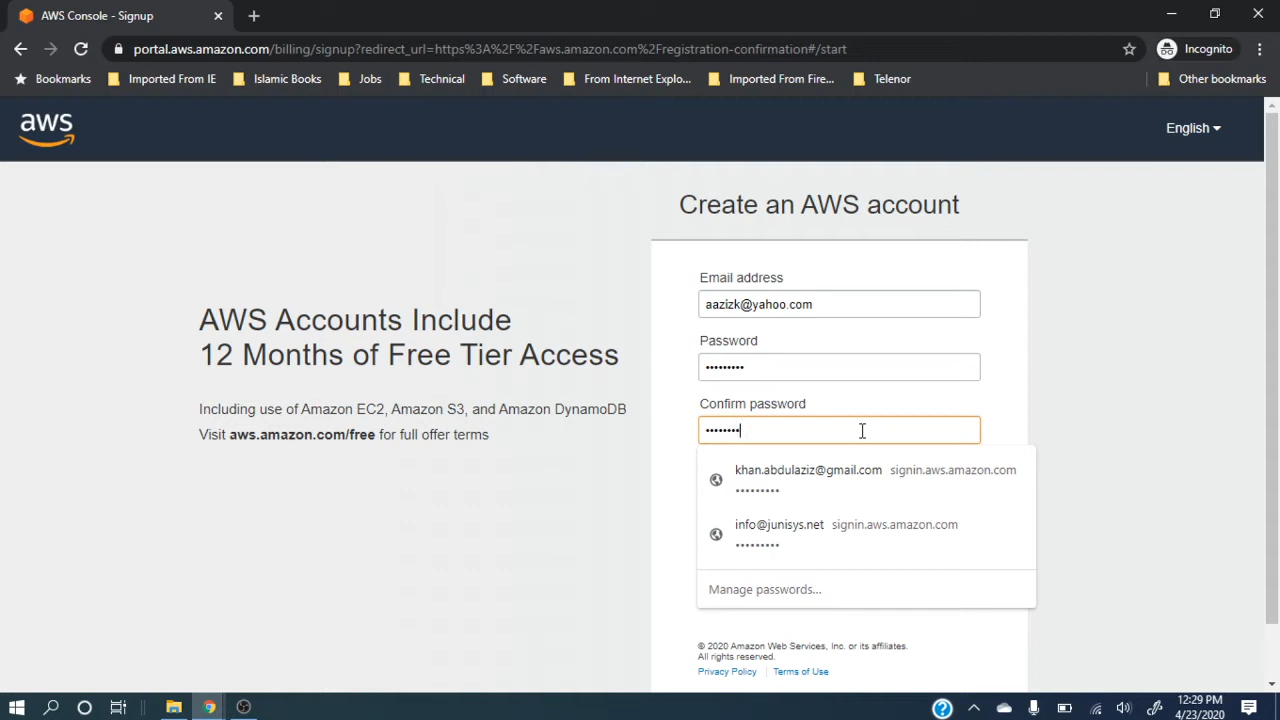 AWS Console - Signup
portal.aws.amazon.com/billing/signup?redirect_url=https%3A%2F%2Faws.amazon.com%2Fregistration-confirmation#/start
Incognito
Bookmarks
Imported From IE
Islamic Books
Jobs
Technical
Software
From Internet Explo...
Imported From Fire...
Telenor
Other bookmarks
aws
English
Create an AWS account
AWS Accounts Include
12 Months of Free Tier Access
Including use of Amazon EC2, Amazon S3, and Amazon DynamoDB
Visit aws.amazon.com/free for full offer terms
Email address
aazizk@yahoo.com
Password
•••••••••
Confirm password
••••••••
khan.abdulaziz@gmail.com signin.aws.amazon.com
•••••••••
info@junisys.net signin.aws.amazon.com
•••••••••
Manage passwords...
© 2020 Amazon Web Services, Inc. or its affiliates.
All rights reserved.
Privacy Policy | Terms of Use
12:29 PM
4/23/2020